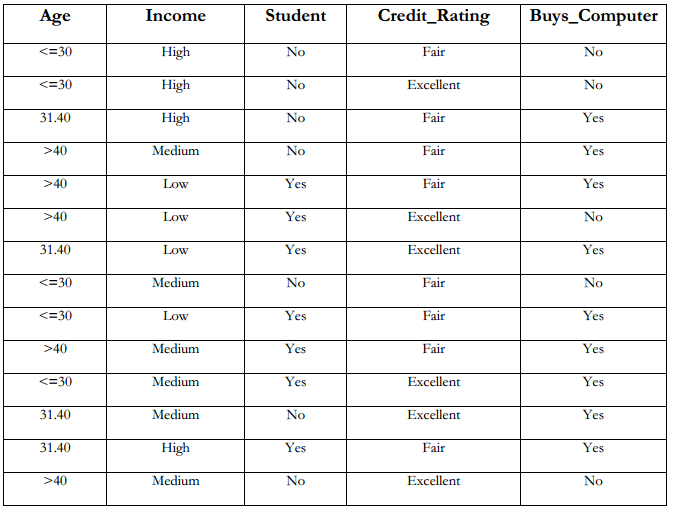 Age Income Student Credit_Rating Buys_Computer
<=30 High No Fair No
<=30 High No Excellent No
31.40 High No Fair Yes
>40 Medium No Fair Yes
>40 Low Yes Fair Yes
>40 Low Yes Excellent No
31.40 Low Yes Excellent Yes
<=30 Medium No Fair No
<=30 Low Yes Fair Yes
>40 Medium Yes Fair Yes
<=30 Medium Yes Excellent Yes
31.40 Medium No Excellent Yes
31.40 High Yes Fair Yes
>40 Medium No Excellent No